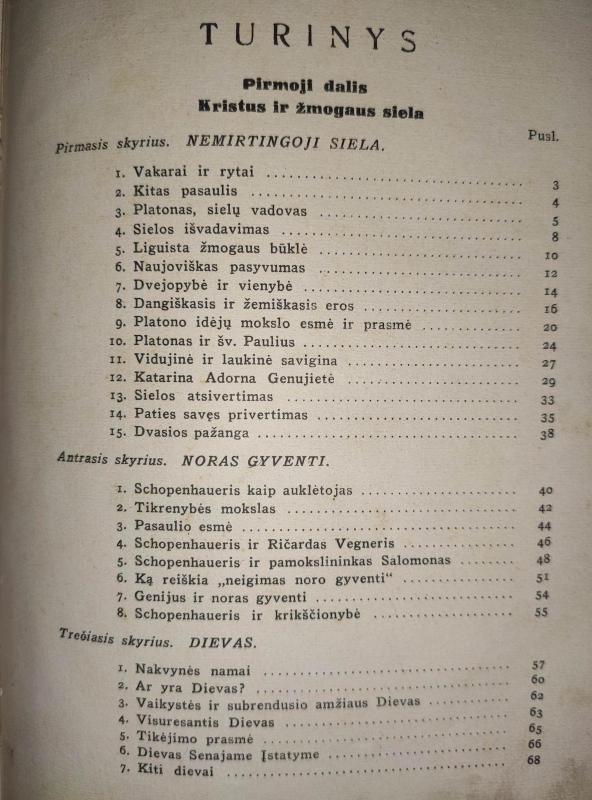 TURINYS
Pirmoji dalis
Kristus ir žmogaus siela
Pusl.
Pirmasis skyrius. NEMIRTINGOJI SIELA.
1. Vakarai ir rytai 3
2. Kitas pasaulis 4
3. Platonas, sielų vadovas 5
4. Sielos išvadavimas 8
5. Liguista žmogaus būklė 10
6. Naujoviškas pasyvumas 12
7. Dvejopybė ir vienybė 14
8. Dangiškasis ir žemiškasis eros 16
9. Platono idėjų mokslo esmė ir prasmė 20
10. Platonas ir šv. Paulius 24
11. Vidujinė ir laukinė savigina 27
12. Katarina Adorna Genujietė 29
13. Sielos atsivertimas 33
14. Paties savęs privertimas 35
15. Dvasios pažanga 38
Antrasis skyrius. NORAS GYVENTI.
1. Schopenhaueris kaip auklėtojas 40
2. Tikrenybės mokslas 42
3. Pasaulio esmė 44
4. Schopenhaueris ir Ričardas Vegneris 46
5. Schopenhaueris ir pamokslininkas Salomonas 48
6. Ką reiškia „neigimas noro gyventi“ 51
7. Genijus ir noras gyventi 54
8. Schopenhaueris ir krikščionybė 55
Trečiasis skyrius. DIEVAS.
1. Nakvynės namai 57
2. Ar yra Dievas? 60
3. Vaikystės ir subrendusio amžiaus Dievas 62
4. Visuresantis Dievas 63
5. Tikėjimo prasmė 65
6. Dievas Senajame Įstatyme 66
7. Kiti dievai 68